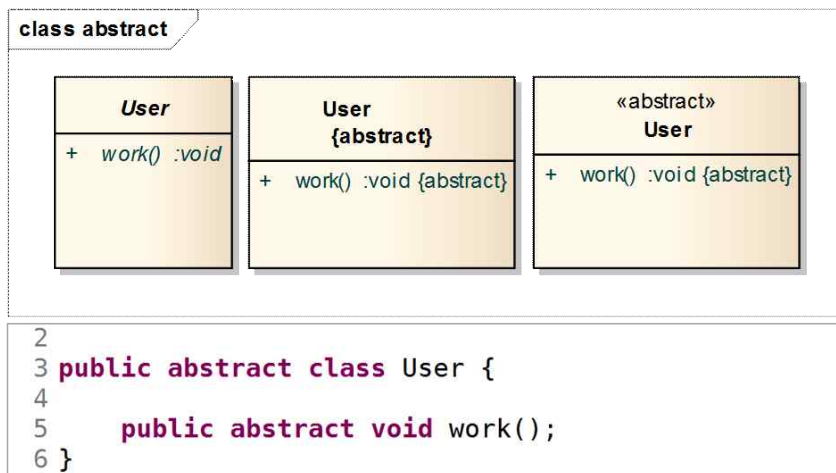 class abstract
User
+ work() :void
User
{abstract}
+ work() :void {abstract}
«abstract»
User
+ work() :void {abstract}
2
3 public abstract class User {
4
5 public abstract void work();
6 }